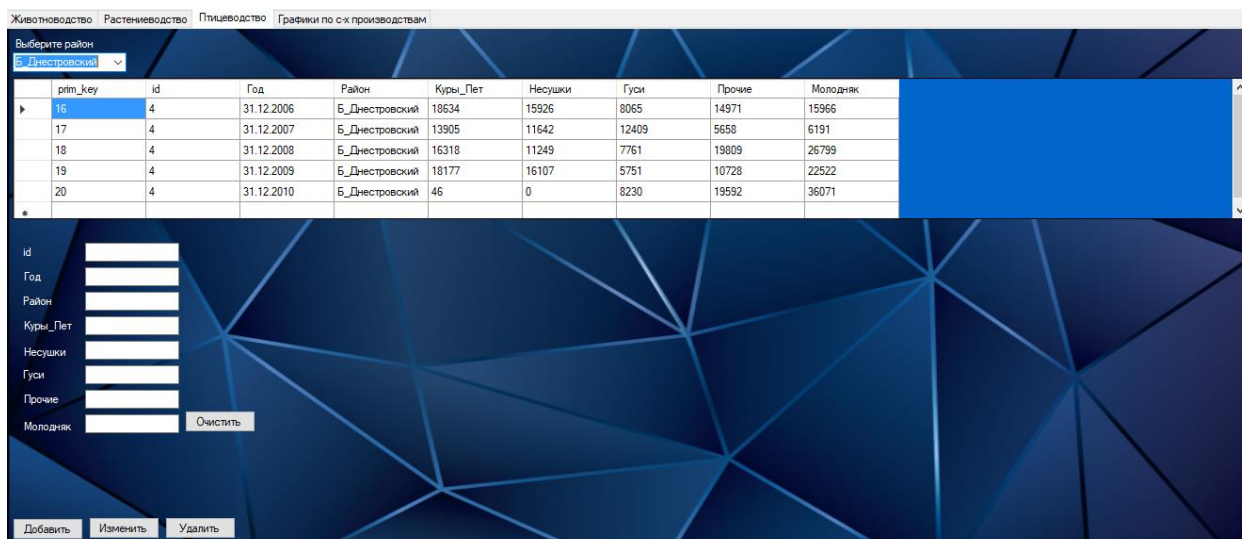 Животноводство Растениеводство Птицеводство Графики по с-х производствам
Выберите район
Б_Днестровский
prim_key id Год Район Куры_Пет Несушки Гуси Прочие Молодняк
16 4 31.12.2006 Б_Днестровский 18634 15926 8065 14971 15966
17 4 31.12.2007 Б_Днестровский 13905 11642 12409 5658 6191
18 4 31.12.2008 Б_Днестровский 16318 11249 7761 19809 26799
19 4 31.12.2009 Б_Днестровский 18177 16107 5751 10728 22522
20 4 31.12.2010 Б_Днестровский 46 0 8230 19592 36071
id
Год
Район
Куры_Пет
Несушки
Гуси
Прочие
Молодняк Очистить
Добавить Изменить Удалить